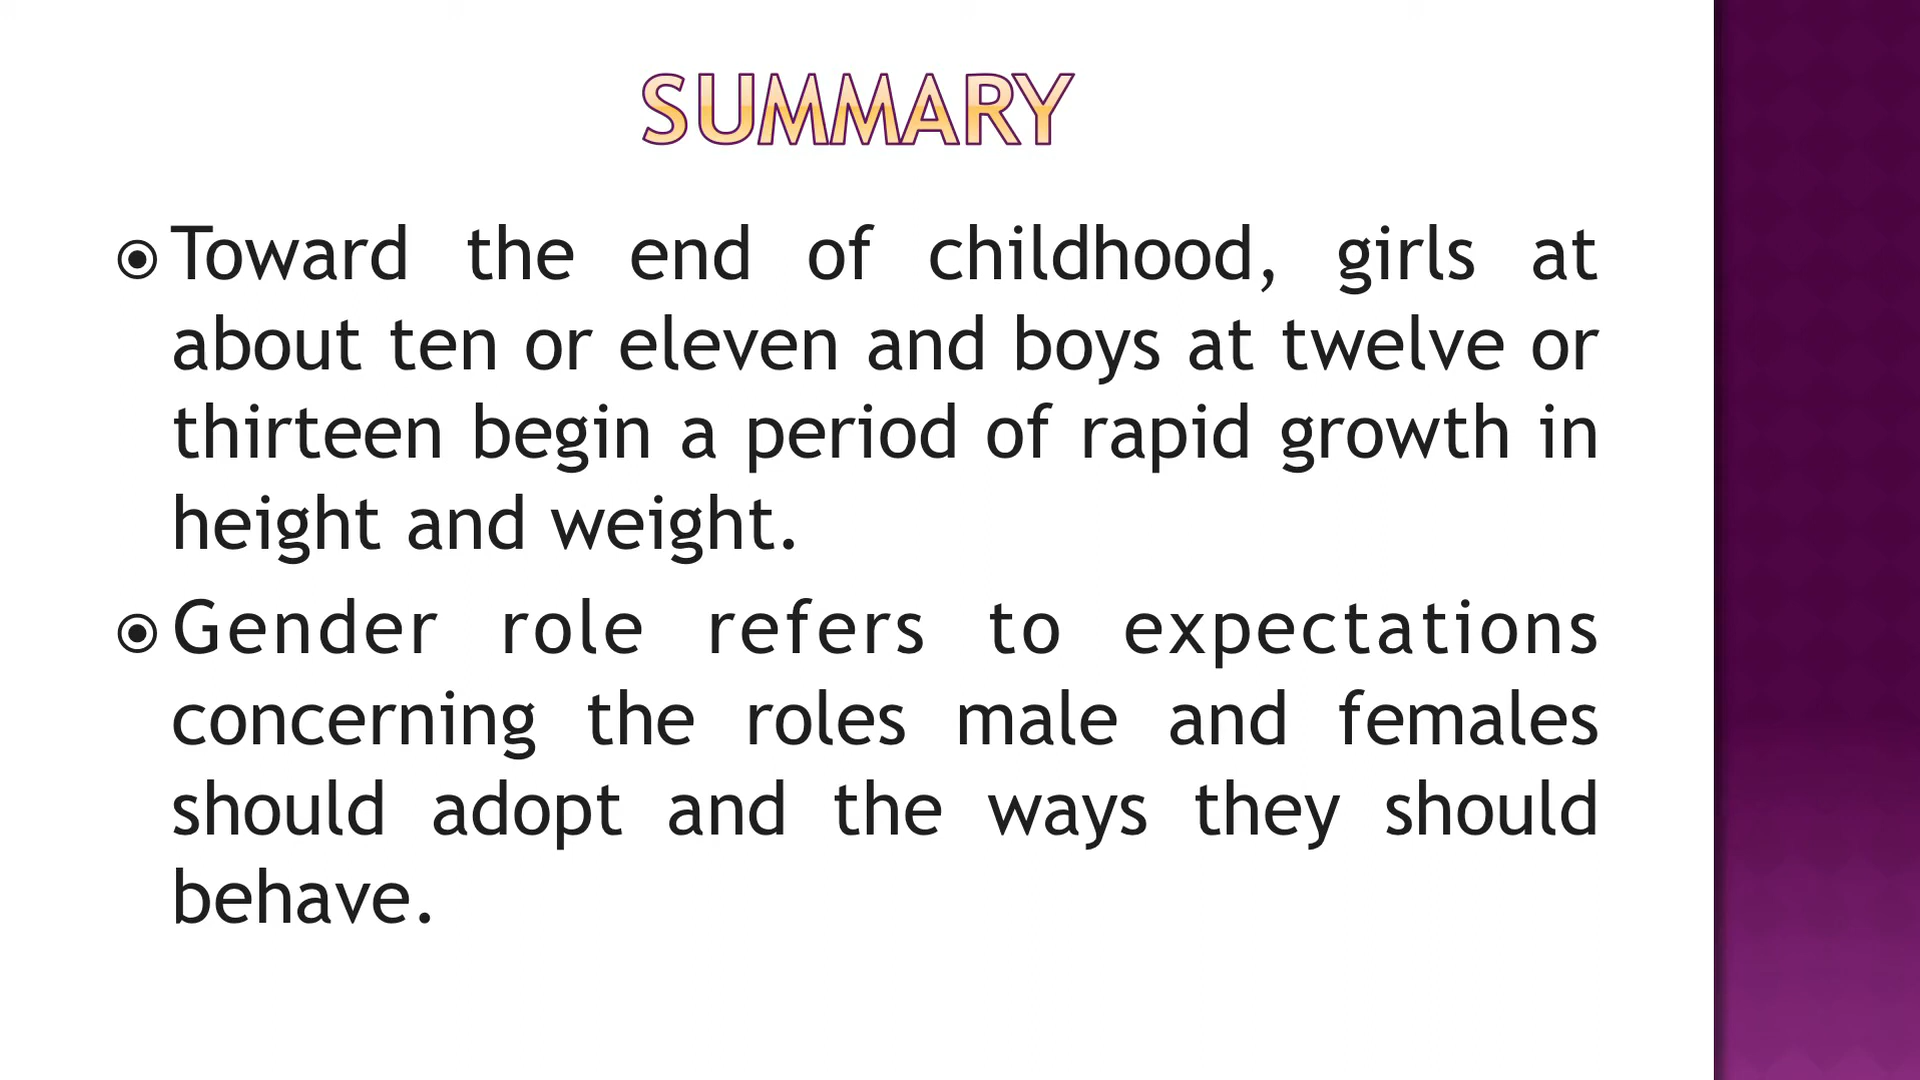 SUMMARY
Toward the end of childhood, girls at
about ten or eleven and boys at twelve or
thirteen begin a period of rapid growth in
height and weight.
Gender role refers to expectations
concerning the roles male and females
should adopt and the ways they should
behave.